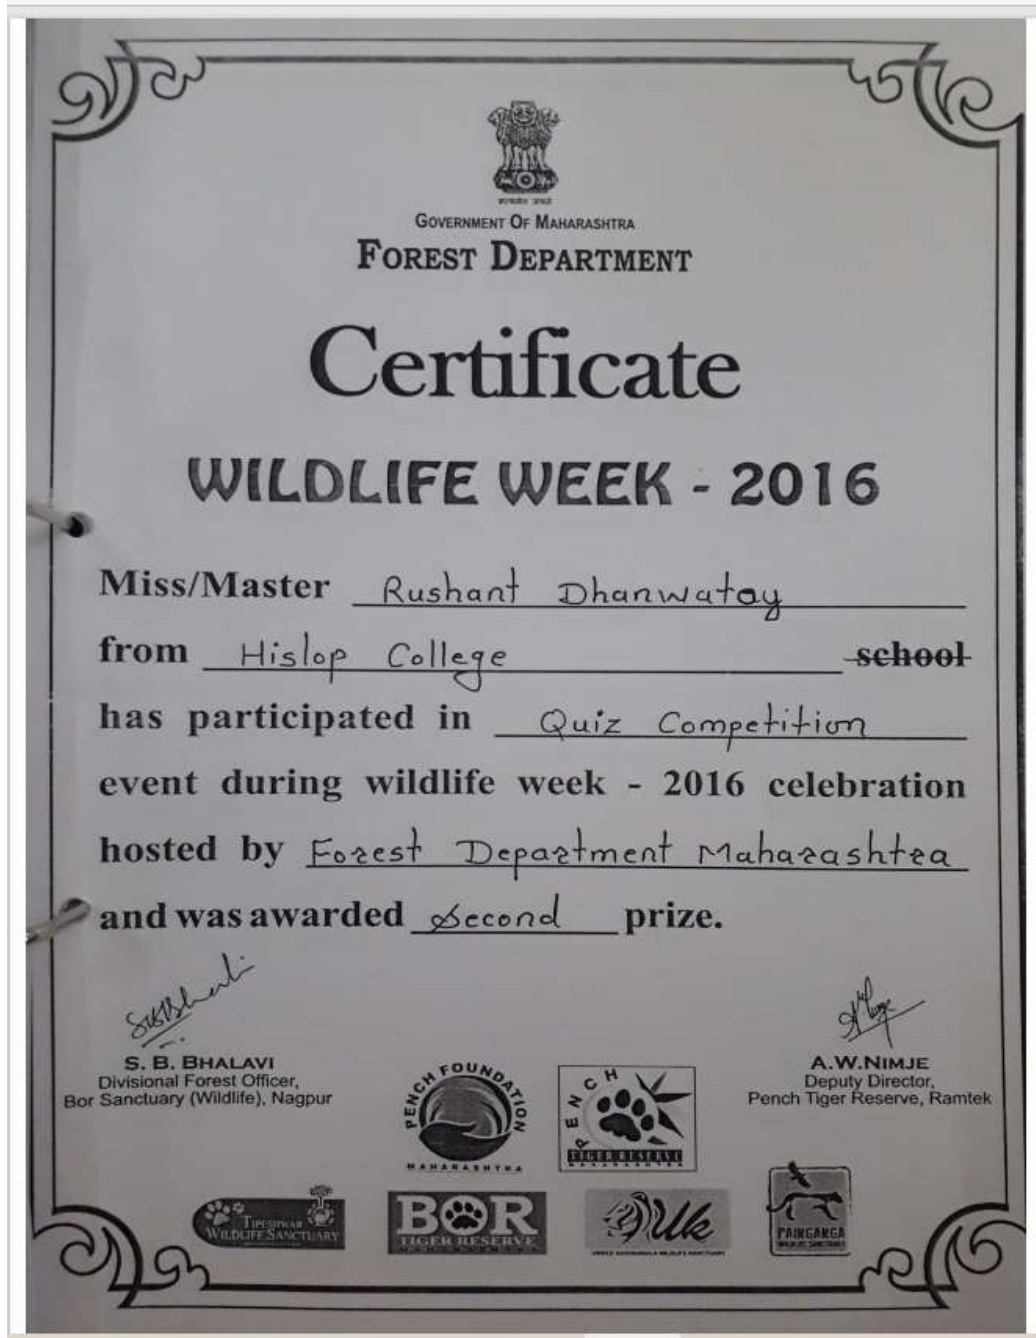 GOVERNMENT OF MAHARASHTRA
FOREST DEPARTMENT
Certificate
WILDLIFE WEEK - 2016
Miss/Master Rushant Dhanwatay
from Hislop College school
has participated in Quiz Competition
event during wildlife week - 2016 celebration
hosted by Forest Department Maharashtra
and was awarded Second prize.
S. B. BHALAVI
Divisional Forest Officer,
Bor Sanctuary (Wildlife), Nagpur
A.W.NIMJE
Deputy Director,
Pench Tiger Reserve, Ramtek
PENCH FOUNDATION
MAHARASHTRA
PENCH
TIGER RESERVE
MAHARASHTRA
TIPESHWAR
WILDLIFE SANCTUARY
BOR
TIGER RESERVE
Uk
PAINGANGA